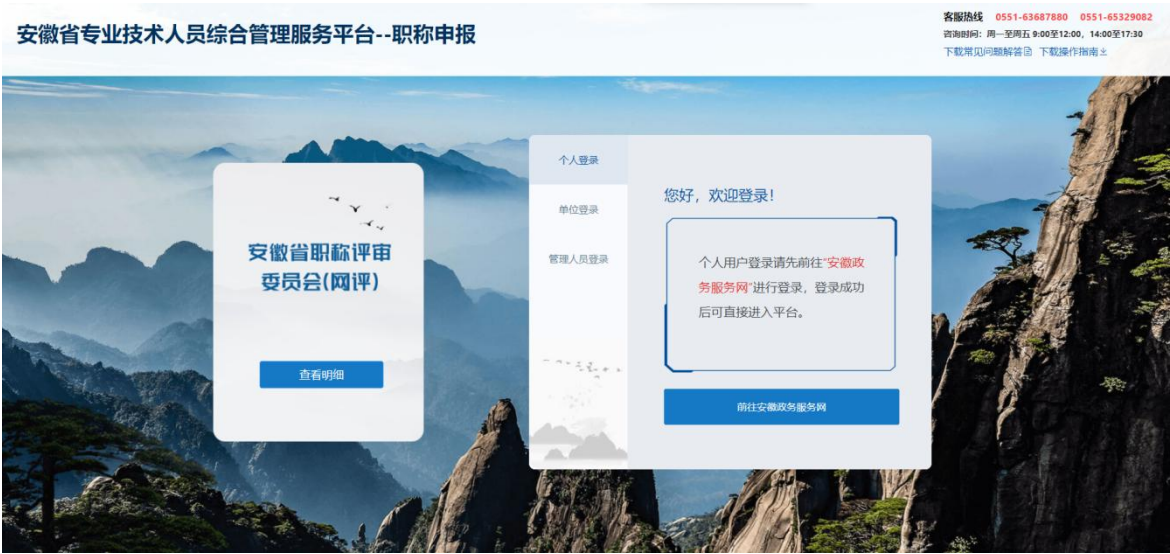 安徽省专业技术人员综合管理服务平台--职称申报
客服热线 0551-63687880 0551-65329082
咨询时间：周一至周五 9:00至12:00，14:00至17:30
下载常见问题解答 下载操作指南
安徽省职称评审
委员会(网评)
查看明细
个人登录
单位登录
管理人员登录
您好，欢迎登录！
个人用户登录请先前往"安徽政
务服务网"进行登录，登录成功
后可直接进入平台。
前往安徽政务服务网